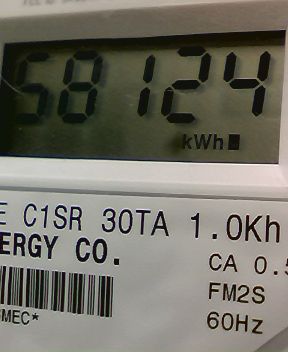 58124
kWh
E C1SR 30TA 1.0Kh
ERGY CO.
CA 0.5
FM2S
MEC*
60Hz